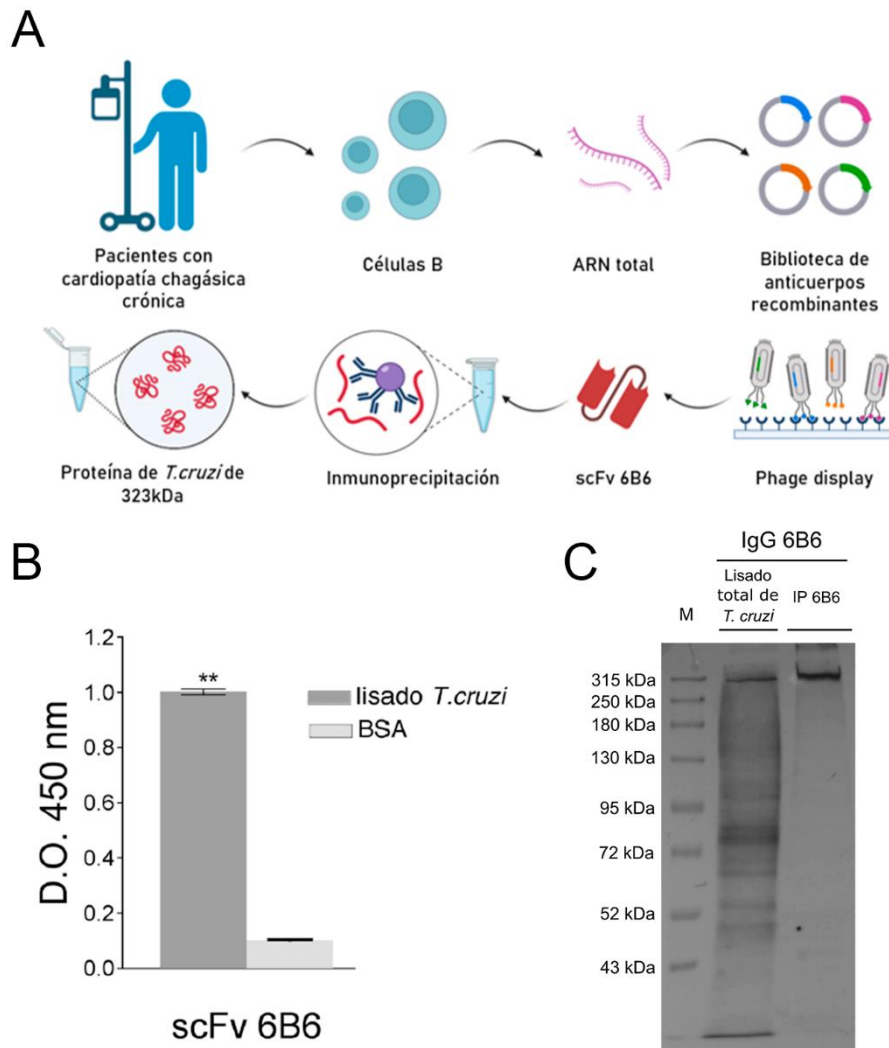 A
Pacientes con
cardiopatía chagásica
crónica
Células B
ARN total
Biblioteca de
anticuerpos
recombinantes
Proteína de T.cruzi de
323kDa
Inmunoprecipitación
scFv 6B6
Phage display
B
D.O. 450 nm
1.2
1.0
0.8
0.6
0.4
0.2
0.0
**
lisado T.cruzi
BSA
scFv 6B6
C
IgG 6B6
Lisado
total de
T. cruzi
IP 6B6
M
315 kDa
250 kDa
180 kDa
130 kDa
95 kDa
72 kDa
52 kDa
43 kDa